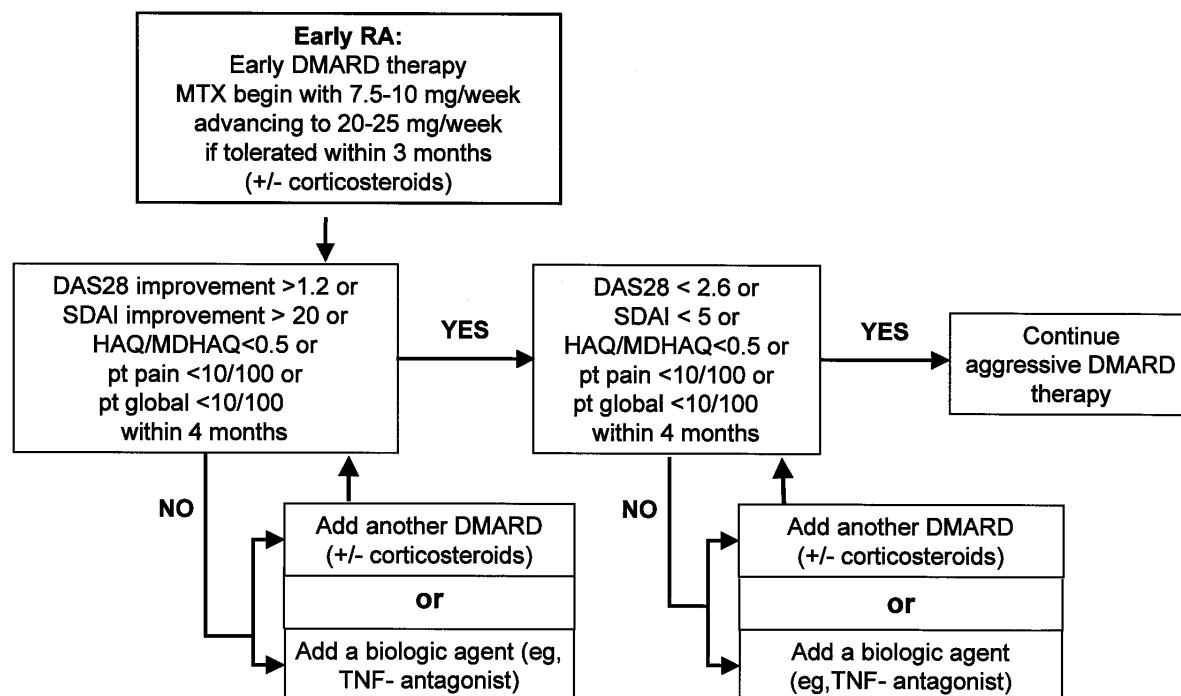 Early RA:
Early DMARD therapy
MTX begin with 7.5-10 mg/week
advancing to 20-25 mg/week
if tolerated within 3 months
(+/- corticosteroids)
DAS28 improvement >1.2 or
SDAI improvement > 20 or
HAQ/MDHAQ<0.5 or
pt pain <10/100 or
pt global <10/100
within 4 months
YES
DAS28 < 2.6 or
SDAI < 5 or
HAQ/MDHAQ<0.5 or
pt pain <10/100 or
pt global <10/100
within 4 months
YES
Continue
aggressive DMARD
therapy
NO
Add another DMARD
(+/- corticosteroids)
or
Add a biologic agent (eg,
TNF- antagonist)
NO
Add another DMARD
(+/- corticosteroids)
or
Add a biologic agent
(eg,TNF- antagonist)